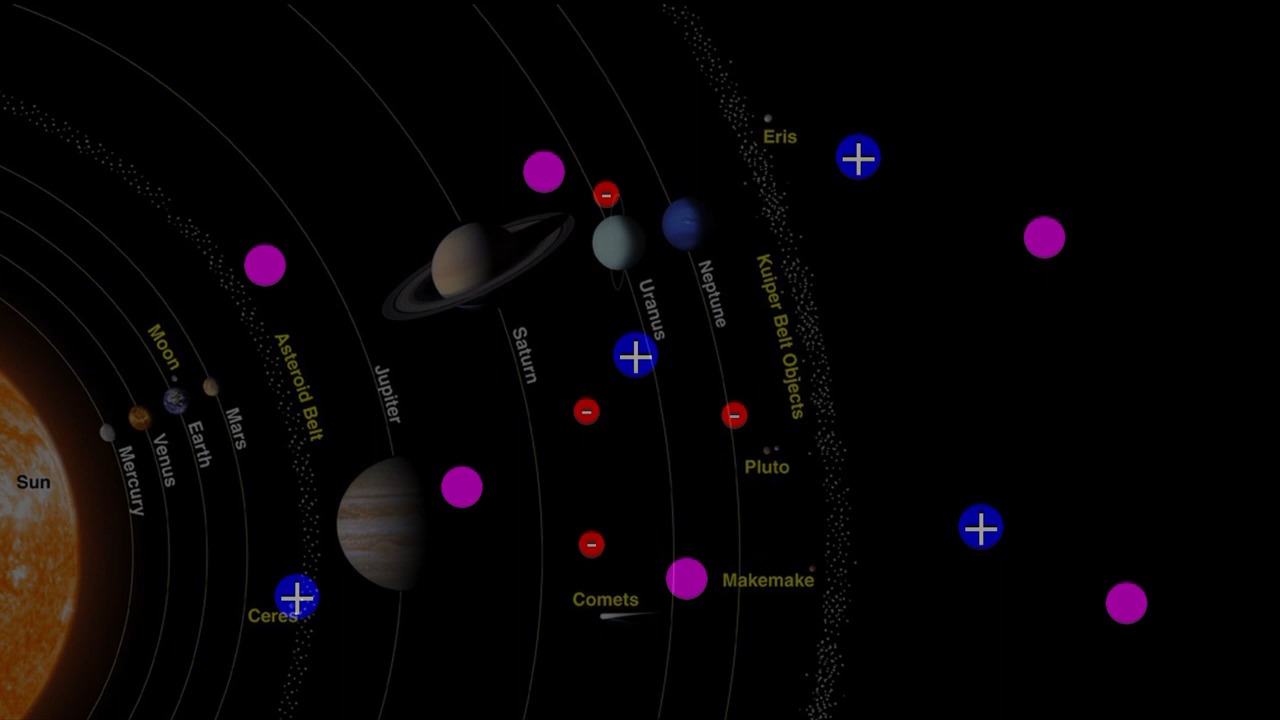 Eris
Moon
Asteroid Belt
Kuiper Belt Objects
Neptune
Uranus
Saturn
Jupiter
Mars
Earth
Venus
Mercury
Sun
Pluto
Makemake
Comets
Ceres